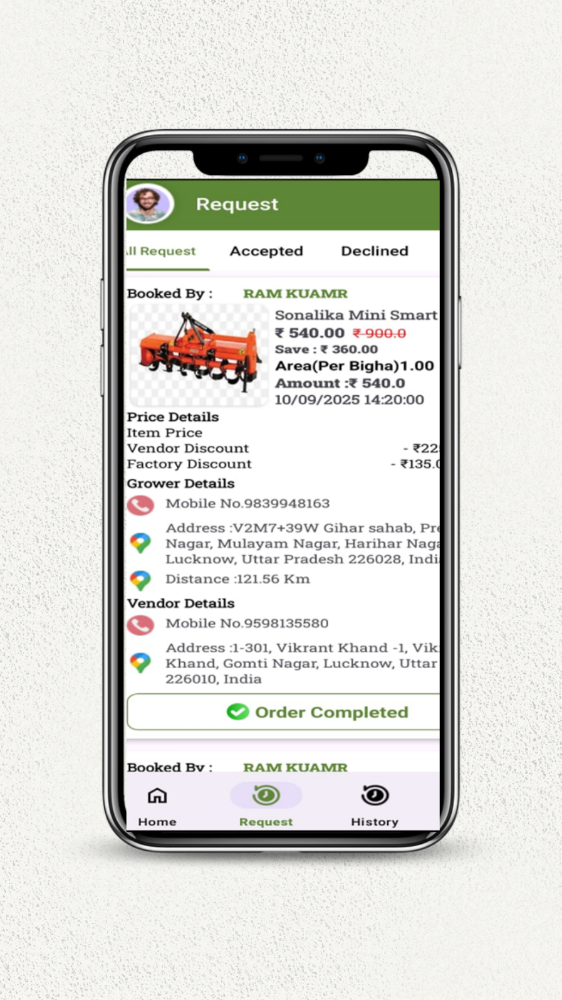 Request
ll Request Accepted Declined
Booked By : RAM KUAMR
Sonalika Mini Smart
₹ 540.00 ₹ 900.0
Save : ₹ 360.00
Area(Per Bigha)1.00
Amount :₹ 540.0
10/09/2025 14:20:00
Price Details
Item Price
Vendor Discount - ₹22
Factory Discount - ₹135.0
Grower Details
Mobile No.9839948163
Address :V2M7+39W Gihar sahab, Pre
Nagar, Mulayam Nagar, Harihar Naga
Lucknow, Uttar Pradesh 226028, Indi
Distance :121.56 Km
Vendor Details
Mobile No.9598135580
Address :1-301, Vikrant Khand -1, Vik
Khand, Gomti Nagar, Lucknow, Uttar
226010, India
Order Completed
Booked By : RAM KUAMR
Home Request History